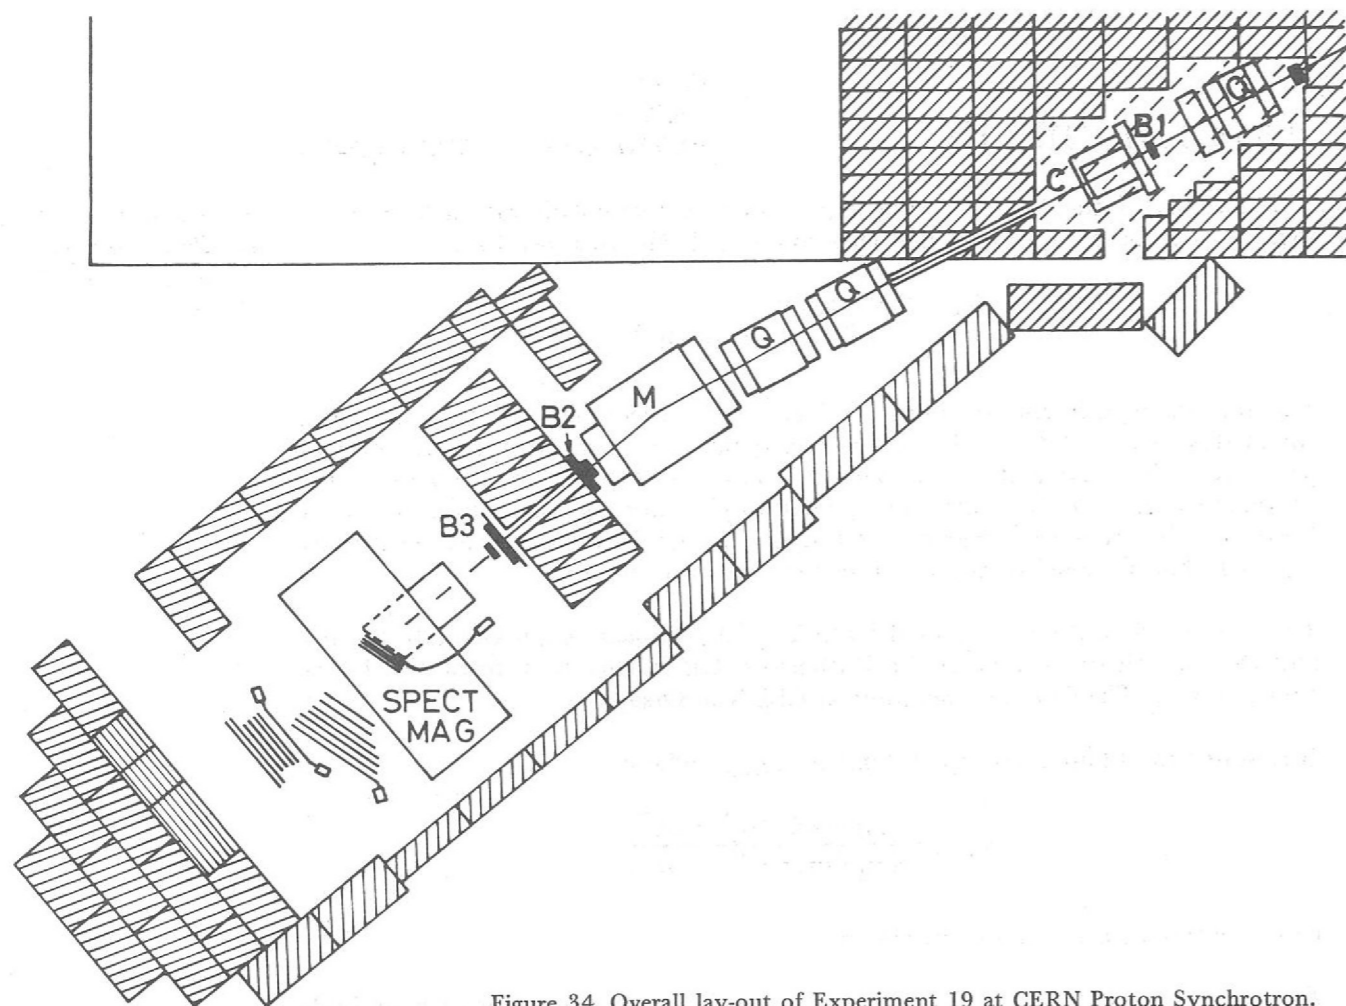 Q
B1
C
Q
Q
M
B2
B3
SPECT
MAG
Figure 34. Overall lay-out of Experiment 19 at CERN Proton Synchrotron.